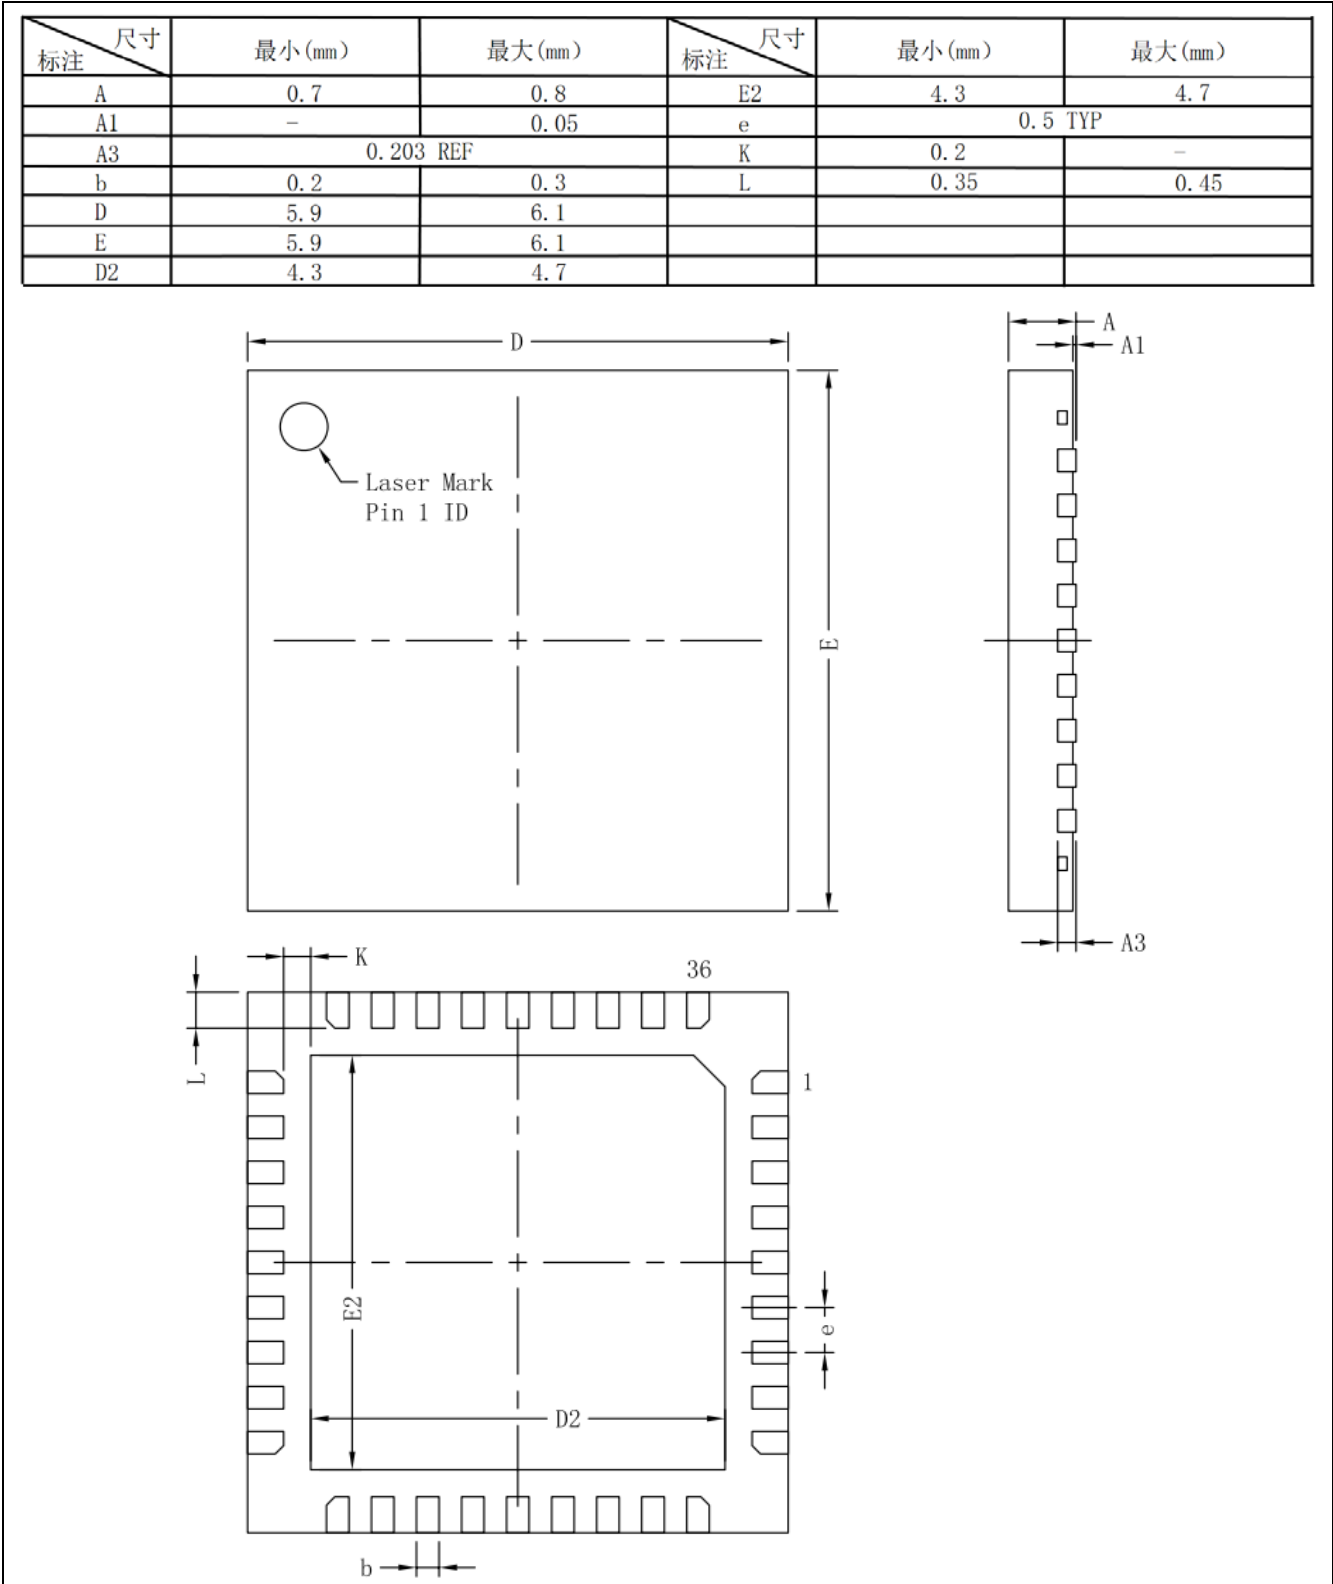 尺寸 标注 最小(mm) 最大(mm) 尺寸 标注 最小(mm) 最大(mm)
A 0.7 0.8 E2 4.3 4.7
A1 — 0.05 e 0.5 TYP
A3 0.203 REF K 0.2 —
b 0.2 0.3 L 0.35 0.45
D 5.9 6.1
E 5.9 6.1
D2 4.3 4.7
D
A
A1
Laser Mark
Pin 1 ID
E
A3
K
36
L
1
E2
e
D2
b